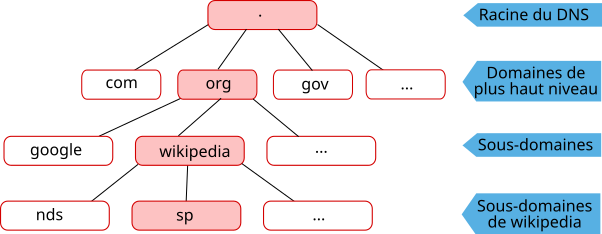 .
Racine du DNS
com
org
gov
...
Domaines de
plus haut niveau
google
wikipedia
...
Sous-domaines
nds
sp
...
Sous-domaines
de wikipedia